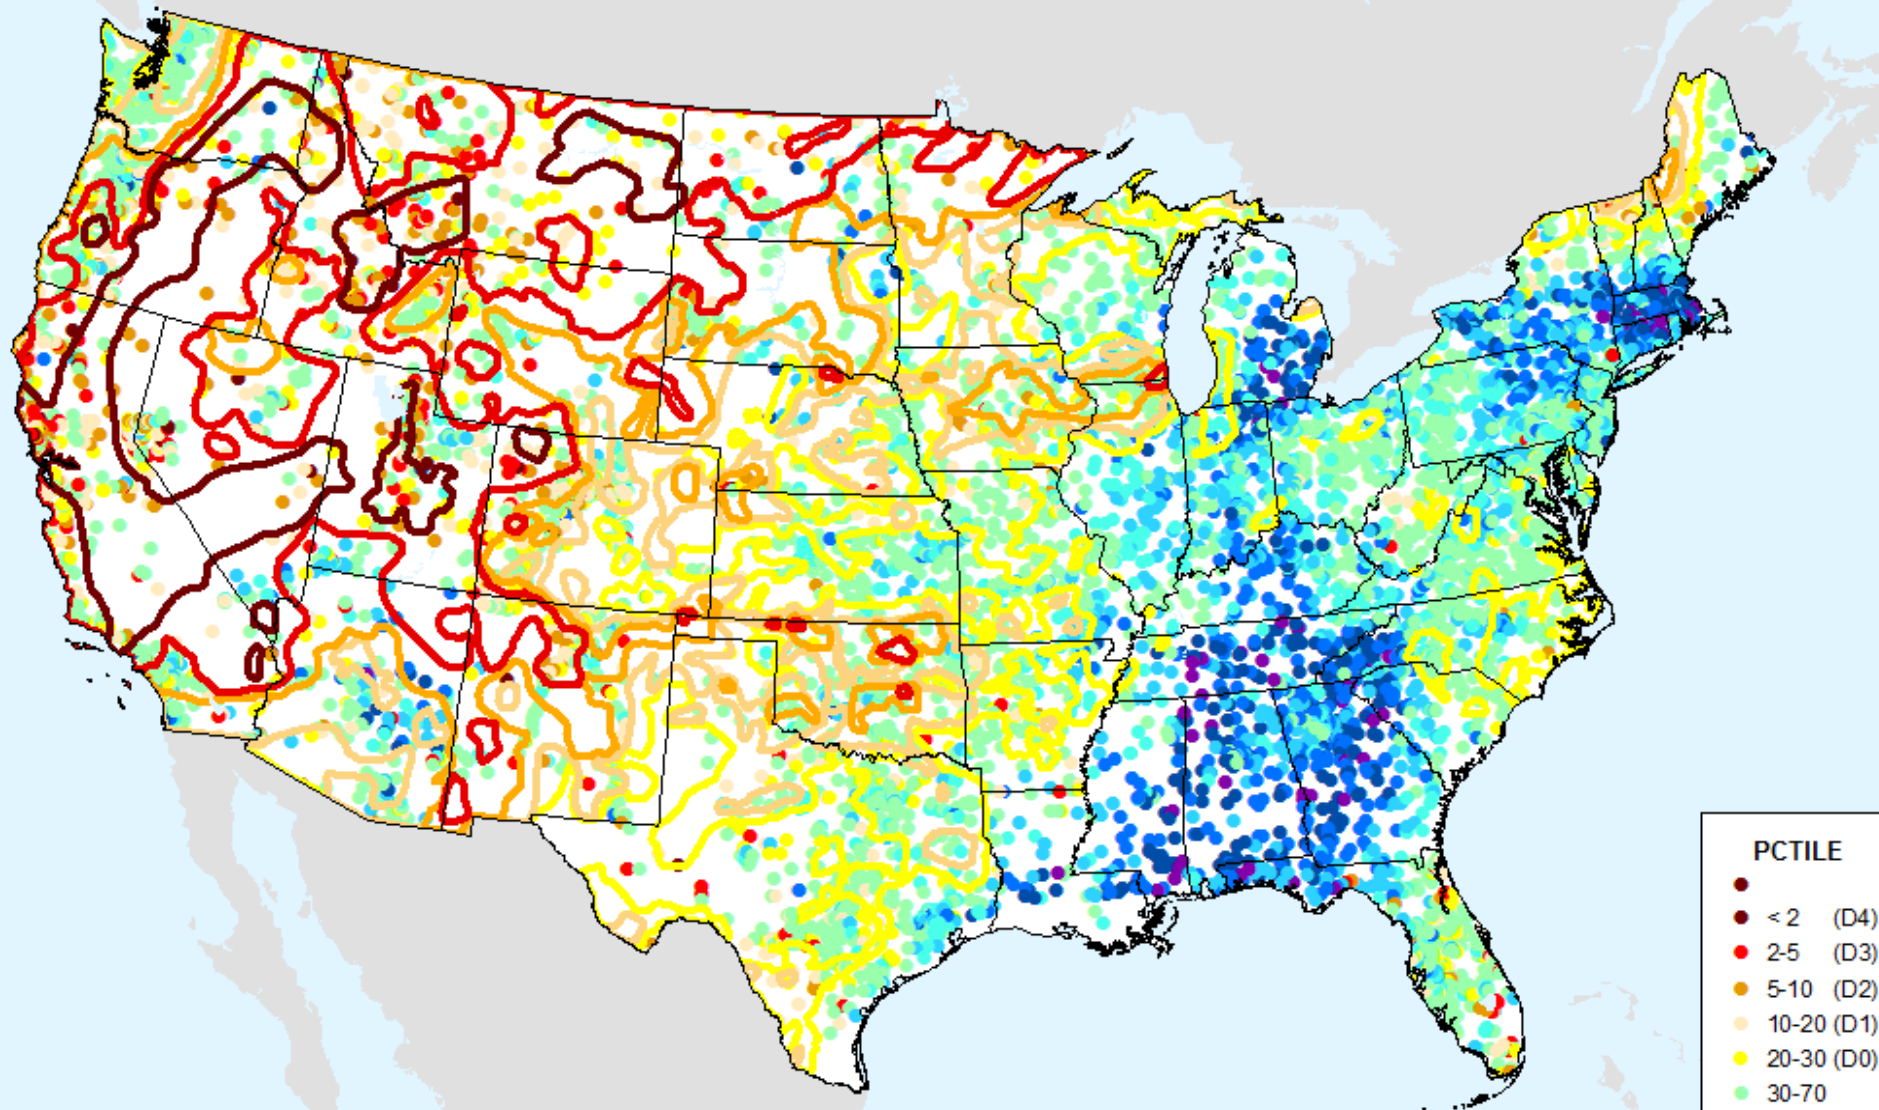 PCTILE
< 2 (D4)
2-5 (D3)
5-10 (D2)
10-20 (D1)
20-30 (D0)
30-70